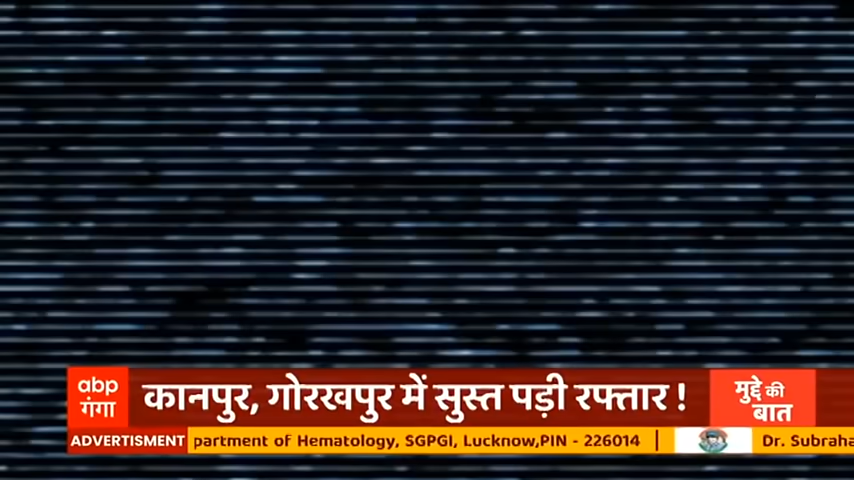 abp
गंगा
कानपुर, गोरखपुर में सुस्त पड़ी रफ्तार !
मुद्दे की
बात
ADVERTISMENT
partment of Hematology, SGPGI, Lucknow,PIN - 226014 |
Dr. Subraha